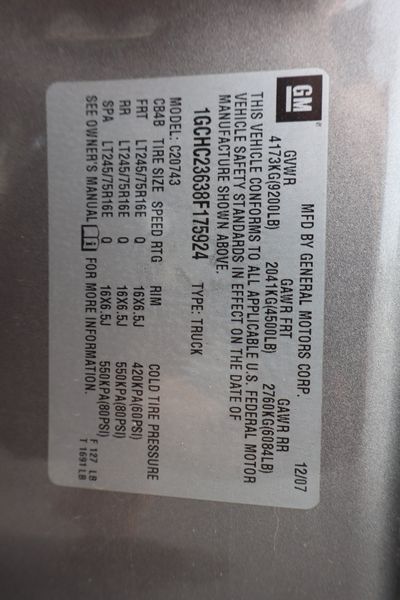 GM
MFD BY GENERAL MOTORS CORP. 12/07
GVWR GAWR FRT GAWR RR
4173KG(9200LB) 2041KG(4500LB) 2760KG(6084LB)
THIS VEHICLE CONFORMS TO ALL APPLICABLE U.S. FEDERAL MOTOR
VEHICLE SAFETY STANDARDS IN EFFECT ON THE DATE OF
MANUFACTURE SHOWN ABOVE.
1GCHC23638F175924 TYPE: TRUCK
MODEL: C20743
CB4B TIRE SIZE SPEED RTG RIM COLD TIRE PRESSURE
FRT LT245/75R16E Q 16X6.5J 420KPA(60PSI)
RR LT245/75R16E Q 16X6.5J 550KPA(80PSI)
SPA LT245/75R16E Q 16X6.5J 550KPA(80PSI)
SEE OWNER'S MANUAL i FOR MORE INFORMATION.
F 127 LB
T 1691 LB